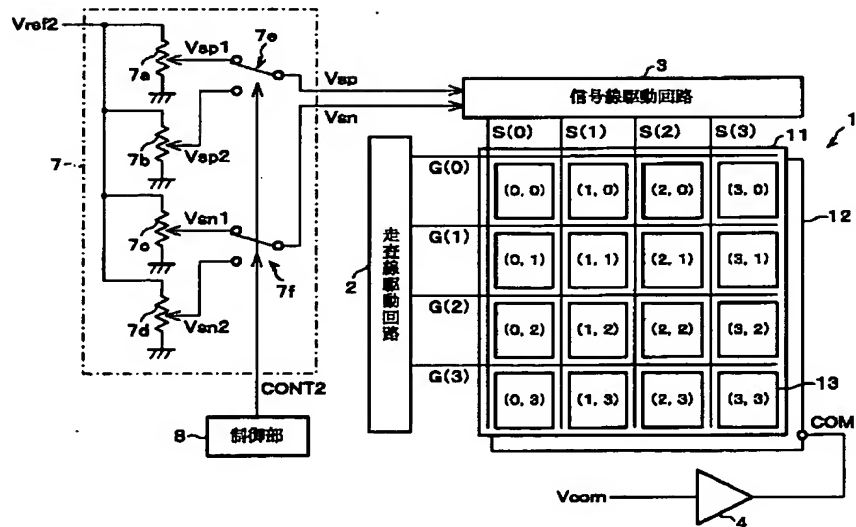 Vref2
7a
Vsp1
7e
7b
Vsp2
7
7c
Vsn1
7d
Vsn2
7f
CONT2
8
制御部
Vsp
Vsn
3
信号線駆動回路
S(0) S(1) S(2) S(3)
11
1
12
2
走査線駆動回路
G(0)
G(1)
G(2)
G(3)
(0, 0) (1, 0) (2, 0) (3, 0)
(0, 1) (1, 1) (2, 1) (3, 1)
(0, 2) (1, 2) (2, 2) (3, 2)
(0, 3) (1, 3) (2, 3) (3, 3)
13
COM
Vcom
4